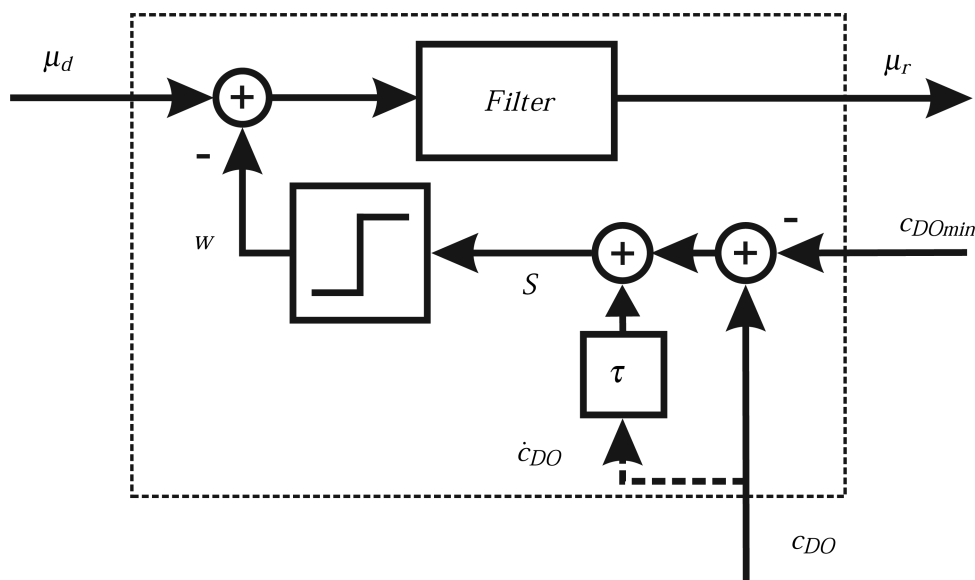 μd
μr
+
Filter
-
-
cDOmin
w
+
+
S
τ
ċDO
cDO